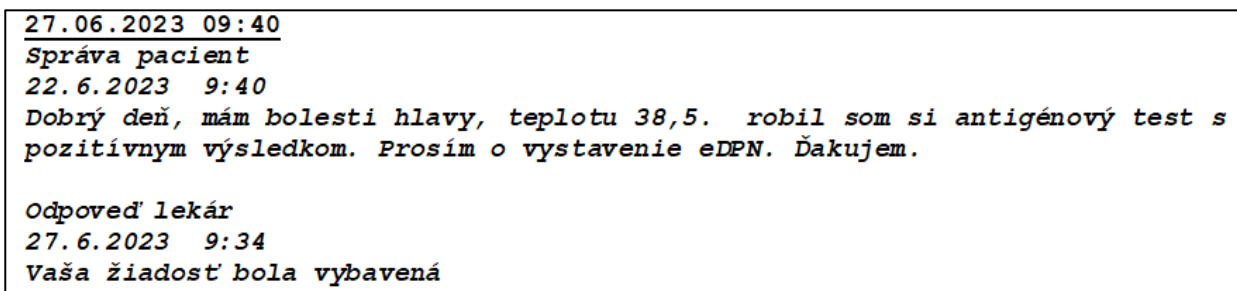 27.06.2023 09:40
Správa pacient
22.6.2023  9:40
Dobrý deň, mám bolesti hlavy, teplotu 38,5.  robil som si antigénový test s
pozitívnym výsledkom. Prosím o vystavenie eDPN. Ďakujem.

Odpoveď lekár
27.6.2023  9:34
Vaša žiadosť bola vybavená